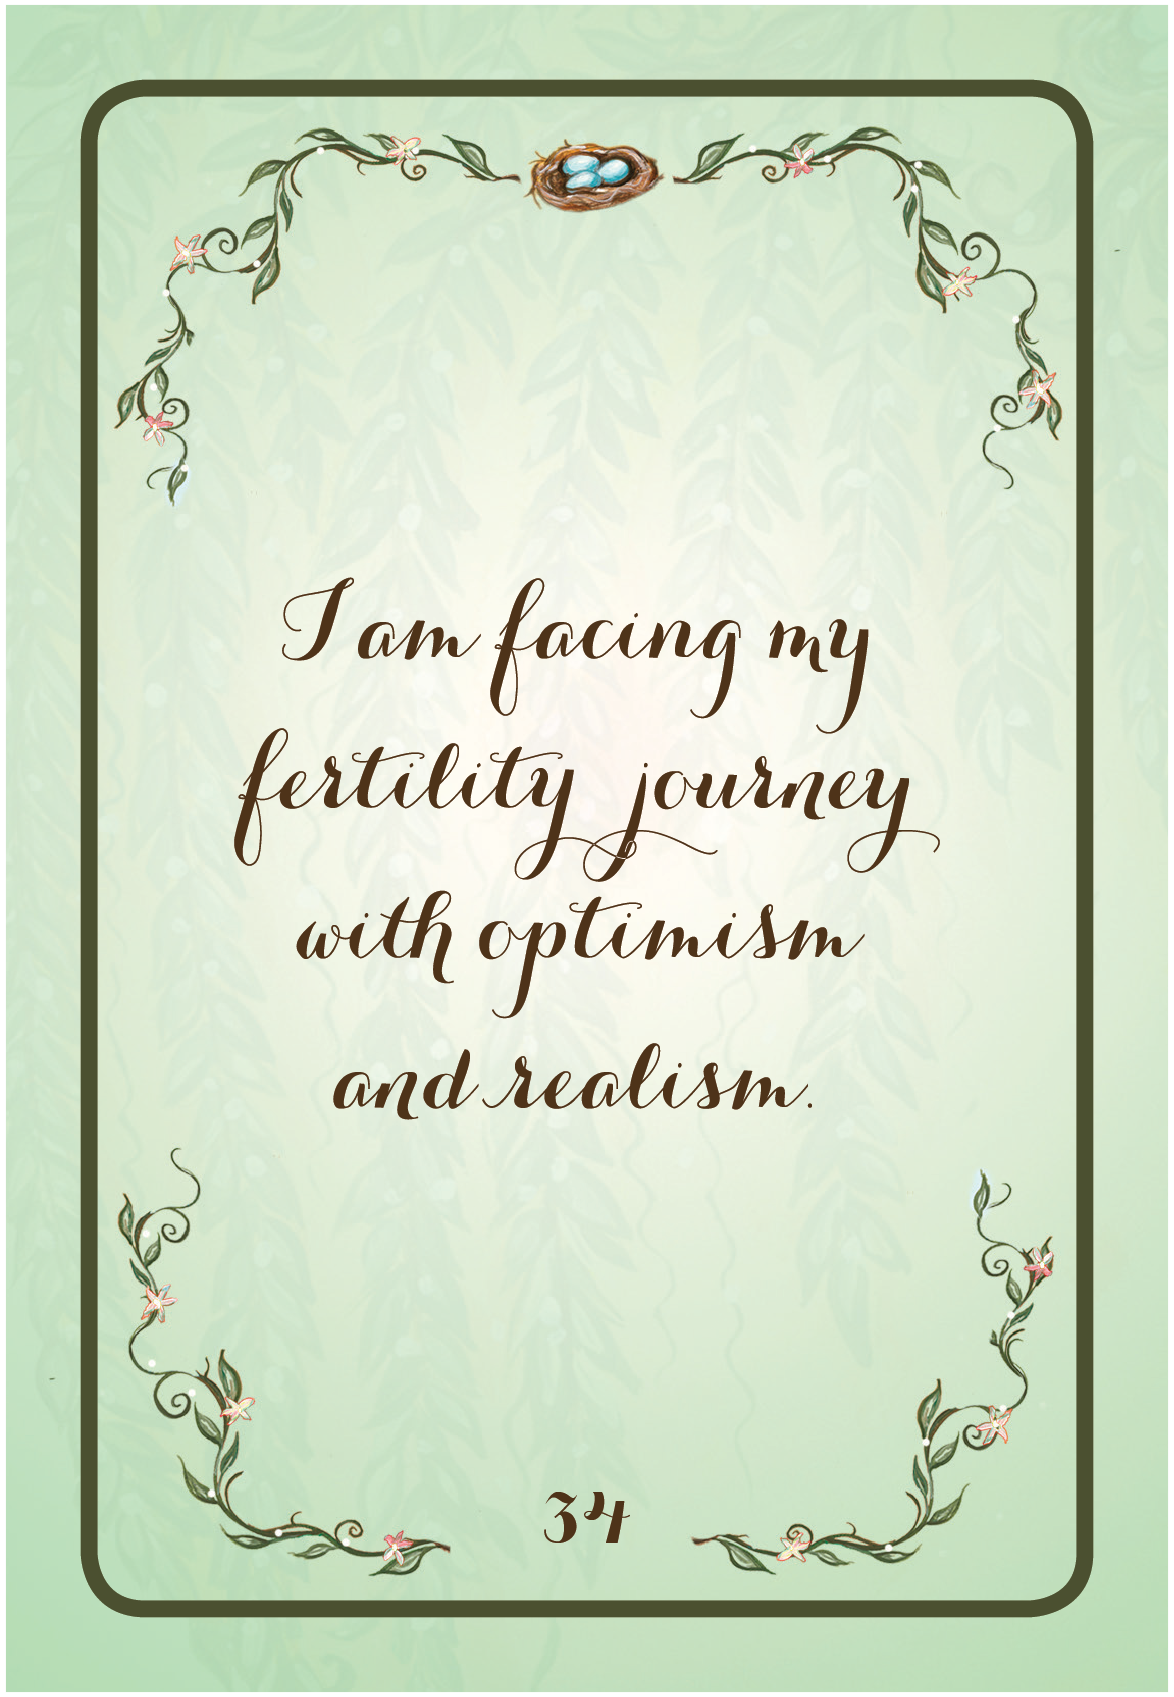 I am facing my
fertility journey
with optimism
and realism.
34